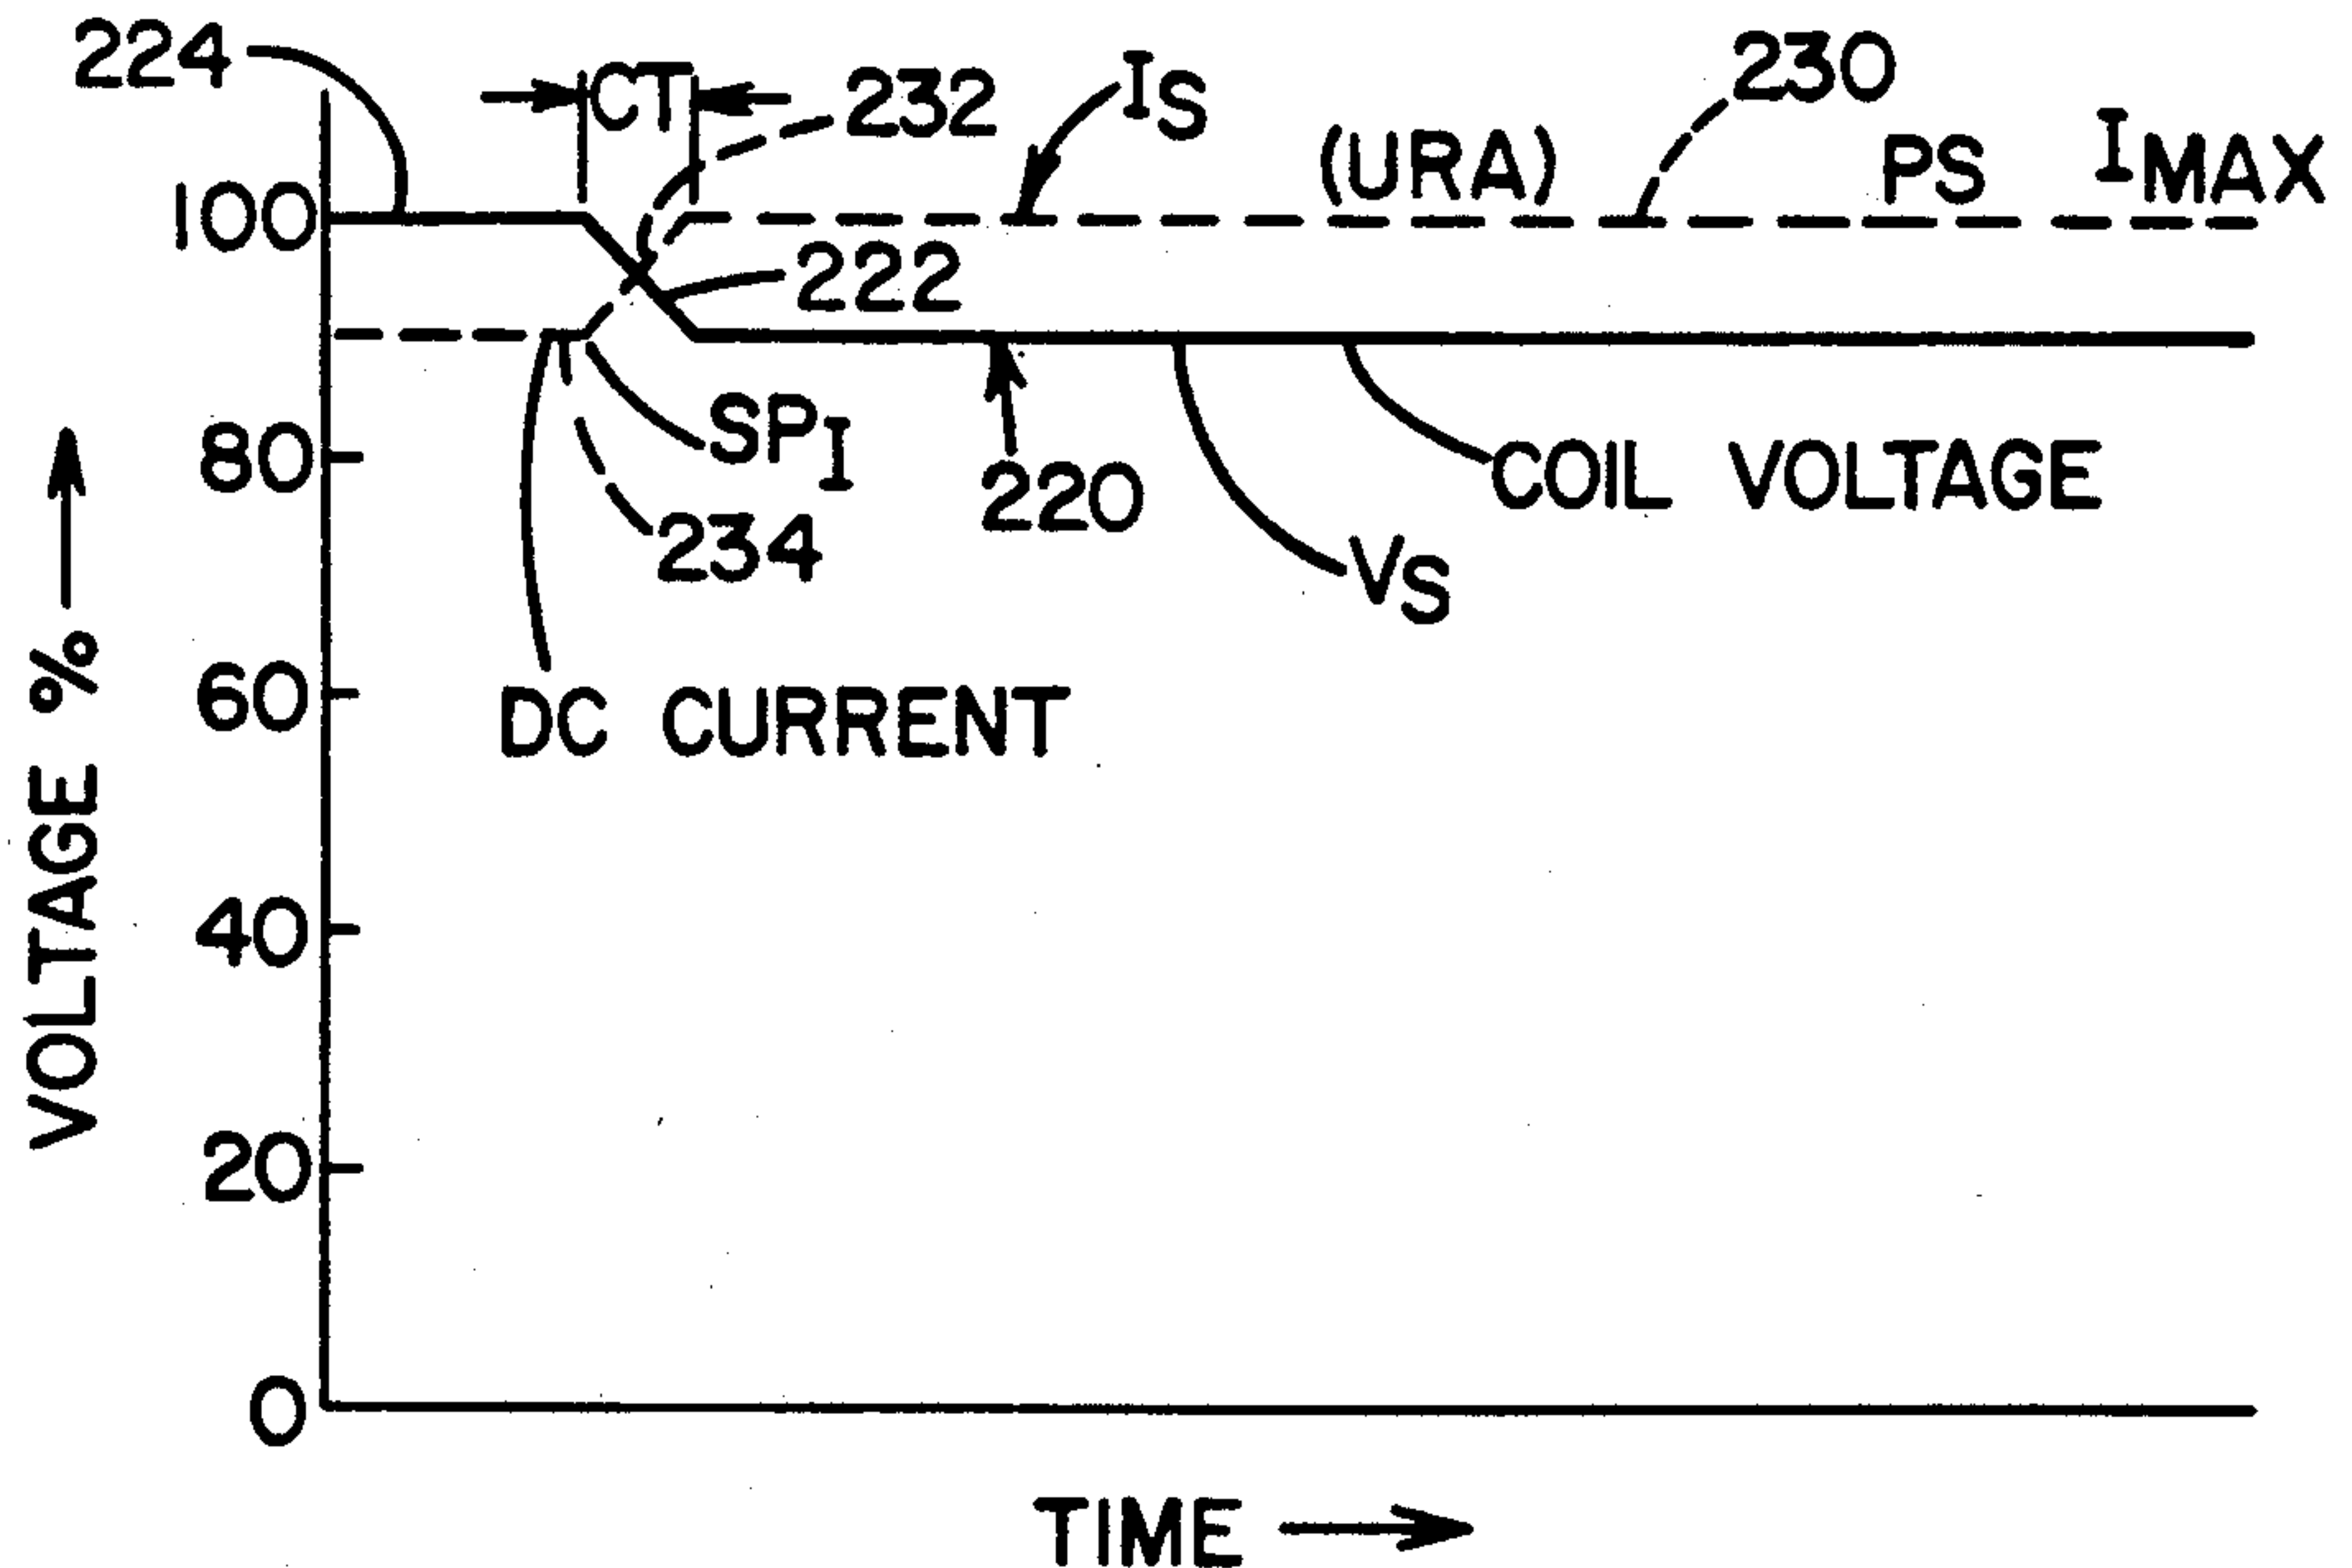 224
CT
232
IS
230
(URA)
PS IMAX
100
222
80
SPI
220
COIL VOLTAGE
234
VS
60
DC CURRENT
VOLTAGE %
40
20
0
TIME